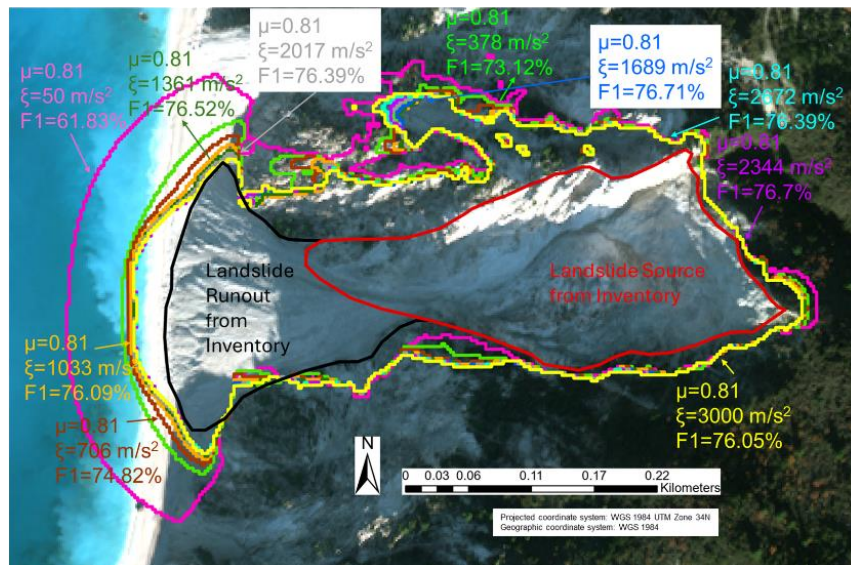 μ=0.81
ξ=50 m/s²
F1=61.83%
μ=0.81
ξ=1361 m/s²
F1=76.52%
μ=0.81
ξ=2017 m/s²
F1=76.39%
μ=0.81
ξ=378 m/s²
F1=73.12%
μ=0.81
ξ=1689 m/s²
F1=76.71%
μ=0.81
ξ=2672 m/s²
F1=76.39%
μ=0.81
ξ=2344 m/s²
F1=76.7%
Landslide
Runout
from
Inventory
Landslide Source
from Inventory
μ=0.81
ξ=1033 m/s²
F1=76.09%
μ=0.81
ξ=706 m/s²
F1=74.82%
μ=0.81
ξ=3000 m/s²
F1=76.05%
N
0 0.03 0.06 0.11 0.17 0.22
Kilometers
Projected coordinate system: WGS 1984 UTM Zone 34N
Geographic coordinate system: WGS 1984